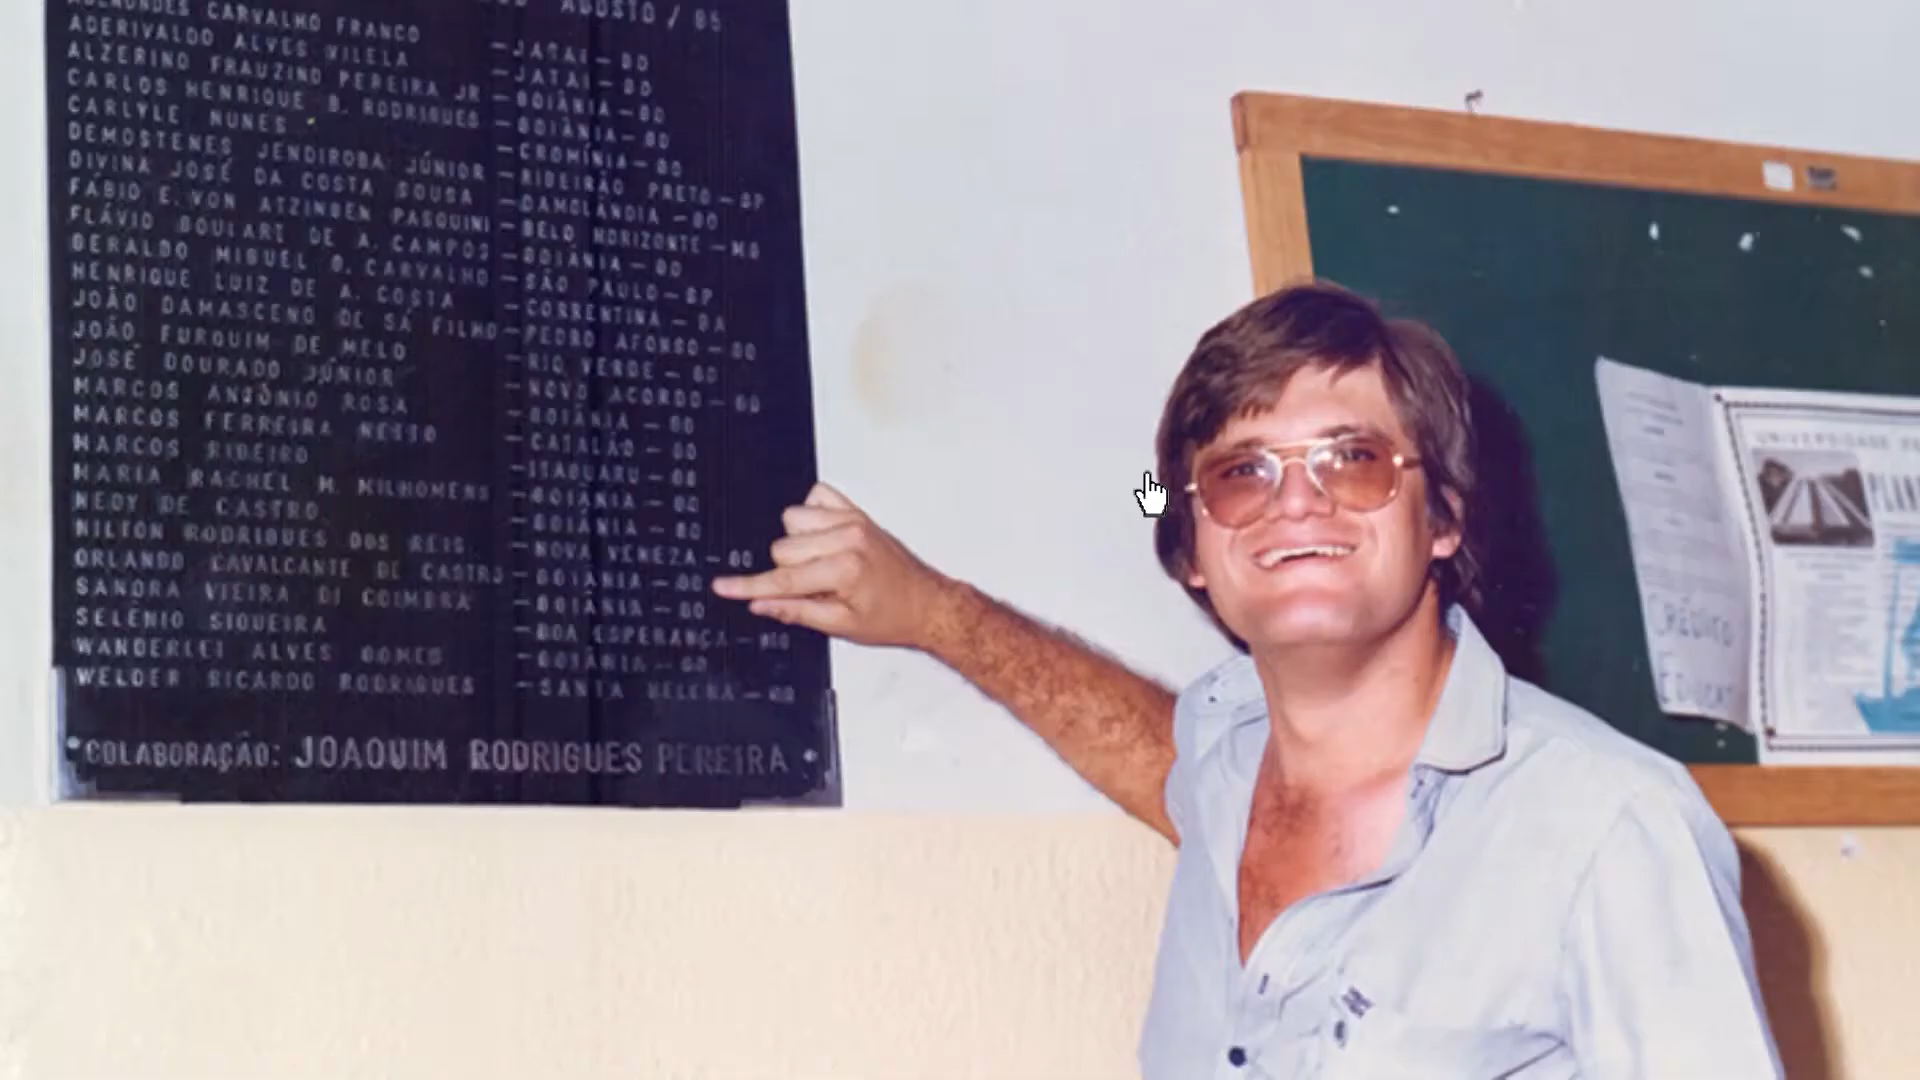 AGOSTO / 85
CARVALHO FRANCO - JATAÍ - GO
ADERIVALDO ALVES VILELA - JATAÍ - GO
ALZERINO FRAUZINO PEREIRA JR - GOIÂNIA - GO
CARLOS HENRIQUE B. RODRIGUES - GOIÂNIA - GO
CARLYLE NUNES - CROMÍNIA - GO
DEMOSTENES JENDIROBA JÚNIOR - RIBEIRÃO PRETO - SP
DIVINA JOSÉ DA COSTA SOUSA - DAMOLÂNDIA - GO
FABIO E. VON ATZINGEN PASQUINI - BELO HORIZONTE - MG
FLÁVIO GOULART DE A. CAMPOS - GOIÂNIA - GO
GERALDO MIGUEL G. CARVALHO - SÃO PAULO - SP
HENRIQUE LUIZ DE A. COSTA - CORRENTINA - BA
JOÃO DAMASCENO DE SÁ FILHO - PEDRO AFONSO - GO
JOÃO FURQUIM DE MELO - RIO VERDE - GO
JOSÉ DOURADO JÚNIOR - NOVO ACORDO - GO
MARCOS ANTÔNIO ROSA - GOIÂNIA - GO
MARCOS FERREIRA NETTO - CATALÃO - GO
MARCOS RIBEIRO - ITAGUARU - GO
MARIA RACHEL M. MILHOMENS - GOIÂNIA - GO
NEDY DE CASTRO - GOIÂNIA - GO
NILTON RODRIGUES DOS REIS - NOVA VENEZA - GO
ORLANDO CAVALCANTE DE CASTRO - GOIÂNIA - GO
SANDRA VIEIRA DI COIMBRA - GOIÂNIA - GO
SELÊNIO SIQUEIRA - BOA ESPERANÇA - MG
WANDERLEI ALVES GOMES - GOIÂNIA - GO
WELDER RICARDO RODRIGUES - SANTA HELENA - GO
COLABORAÇÃO: JOAQUIM RODRIGUES PEREIRA
UNIVERSIDADE
CRÉDITO